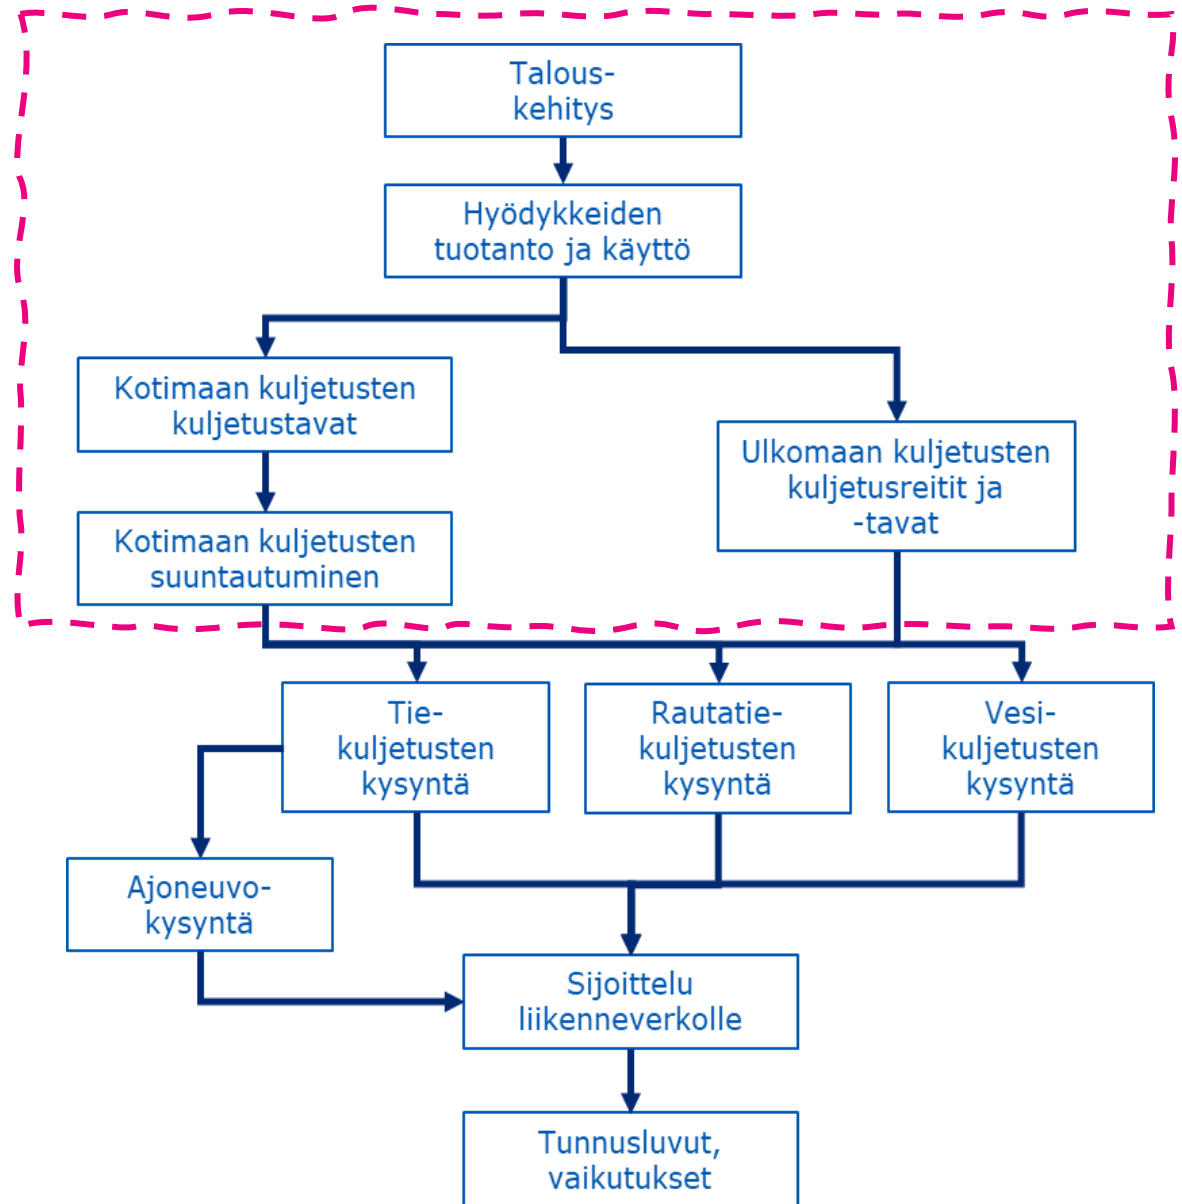 Talous-
kehitys
Hyödykkeiden
tuotanto ja käyttö
Kotimaan kuljetusten
kuljetustavat
Ulkomaan kuljetusten
kuljetusreitit ja
-tavat
Kotimaan kuljetusten
suuntautuminen
Tie-
kuljetusten
kysyntä
Rautatie-
kuljetusten
kysyntä
Vesi-
kuljetusten
kysyntä
Ajoneuvo-
kysyntä
Sijoittelu
liikenneverkolle
Tunnusluvut,
vaikutukset